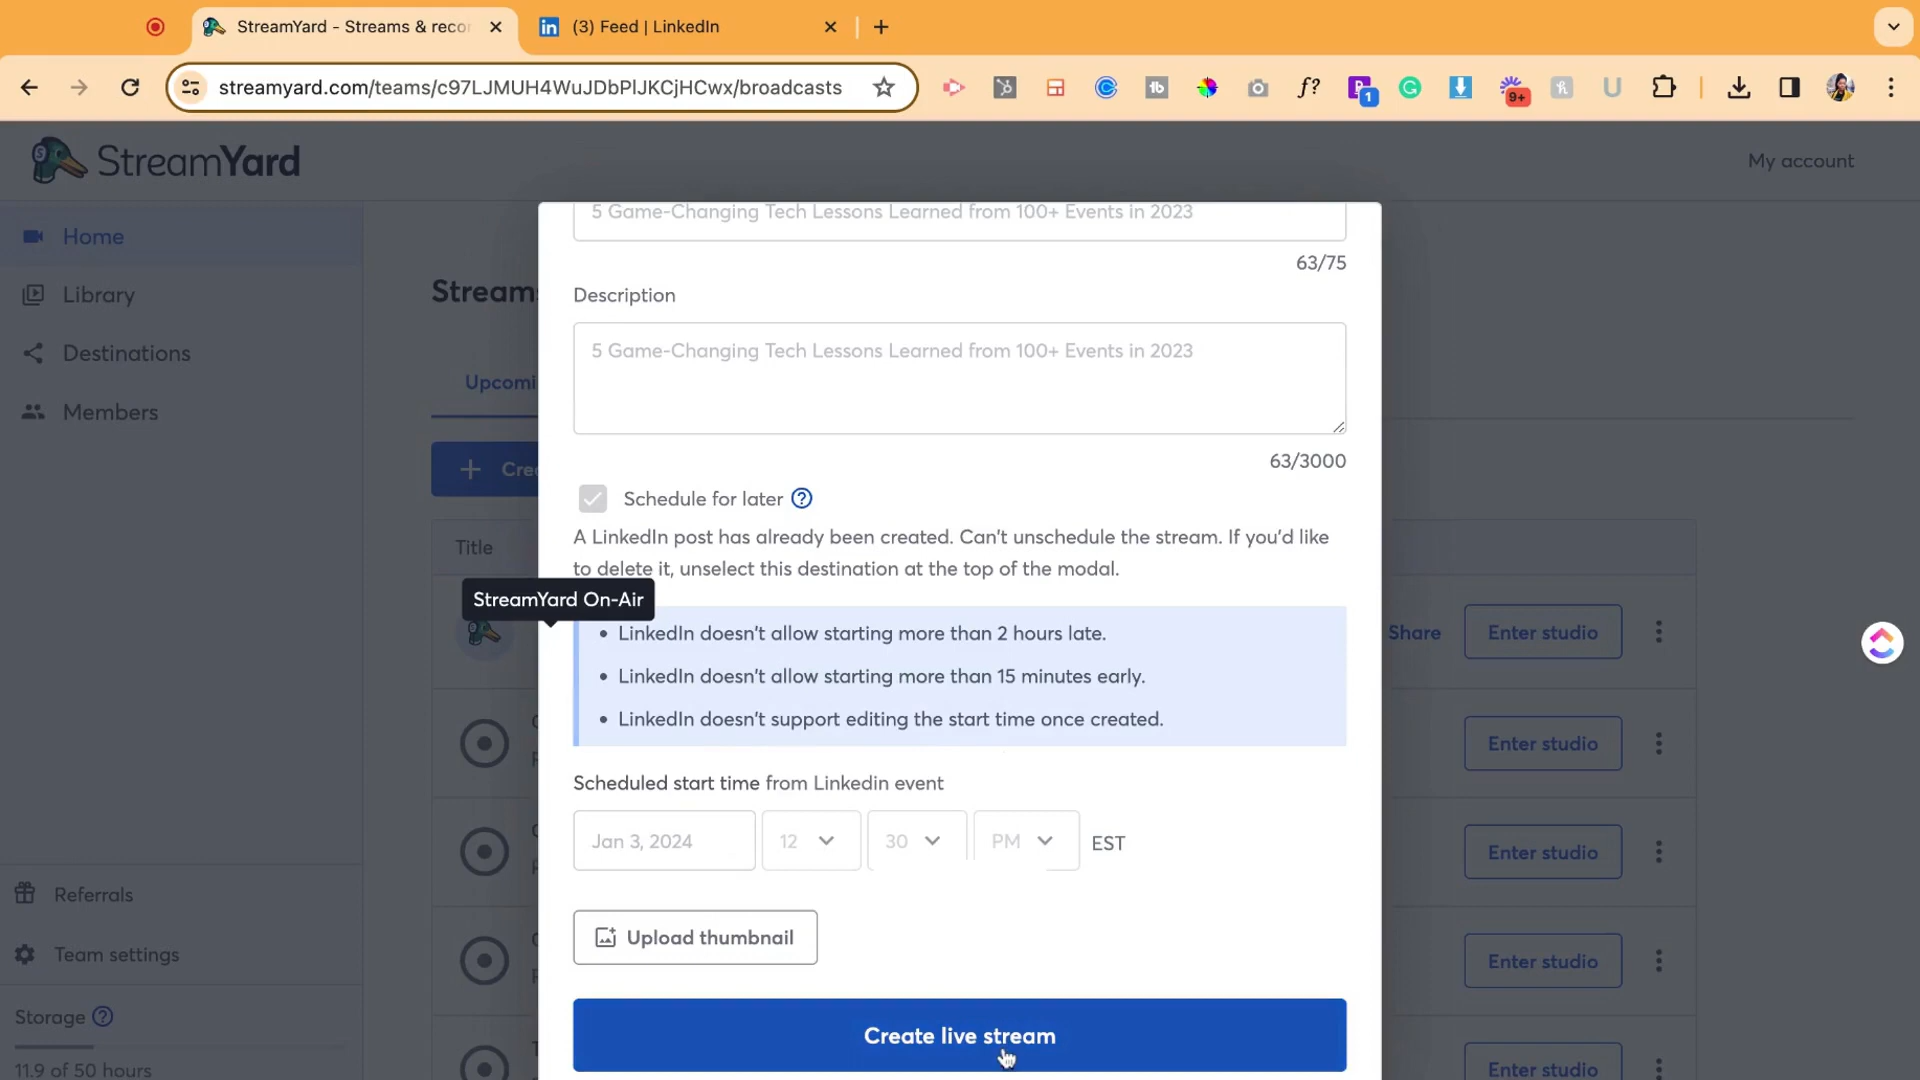 StreamYard - Streams & reco
(3) Feed | LinkedIn
streamyard.com/teams/c97LJMUH4WuJDbPlJKCjHCwx/broadcasts
tb
f?
1
9+
U
StreamYard
My account
Home
Library
Destinations
Members
Streams
Upcomi
Cre
Title
5 Game-Changing Tech Lessons Learned from 100+ Events in 2023
63/75
Description
5 Game-Changing Tech Lessons Learned from 100+ Events in 2023
63/3000
Schedule for later
A LinkedIn post has already been created. Can't unschedule the stream. If you'd like
to delete it, unselect this destination at the top of the modal.
StreamYard On-Air
• LinkedIn doesn't allow starting more than 2 hours late.
• LinkedIn doesn't allow starting more than 15 minutes early.
• LinkedIn doesn't support editing the start time once created.
Share
Enter studio
Enter studio
Enter studio
Enter studio
Enter studio
Scheduled start time from Linkedin event
Jan 3, 2024 12 30 PM EST
Upload thumbnail
Create live stream
Referrals
Team settings
Storage
11.9 of 50 hours